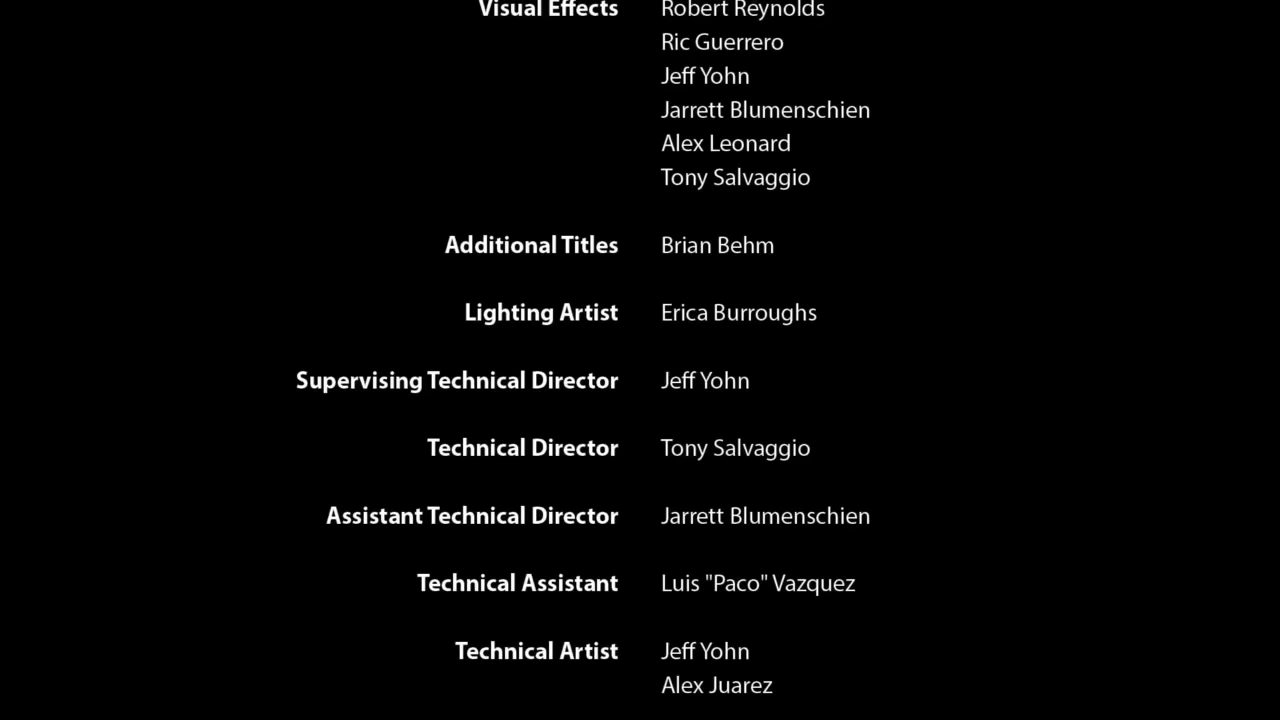 Visual Effects Robert Reynolds
Ric Guerrero
Jeff Yohn
Jarrett Blumenschien
Alex Leonard
Tony Salvaggio
Additional Titles Brian Behm
Lighting Artist Erica Burroughs
Supervising Technical Director Jeff Yohn
Technical Director Tony Salvaggio
Assistant Technical Director Jarrett Blumenschien
Technical Assistant Luis "Paco" Vazquez
Technical Artist Jeff Yohn
Alex Juarez